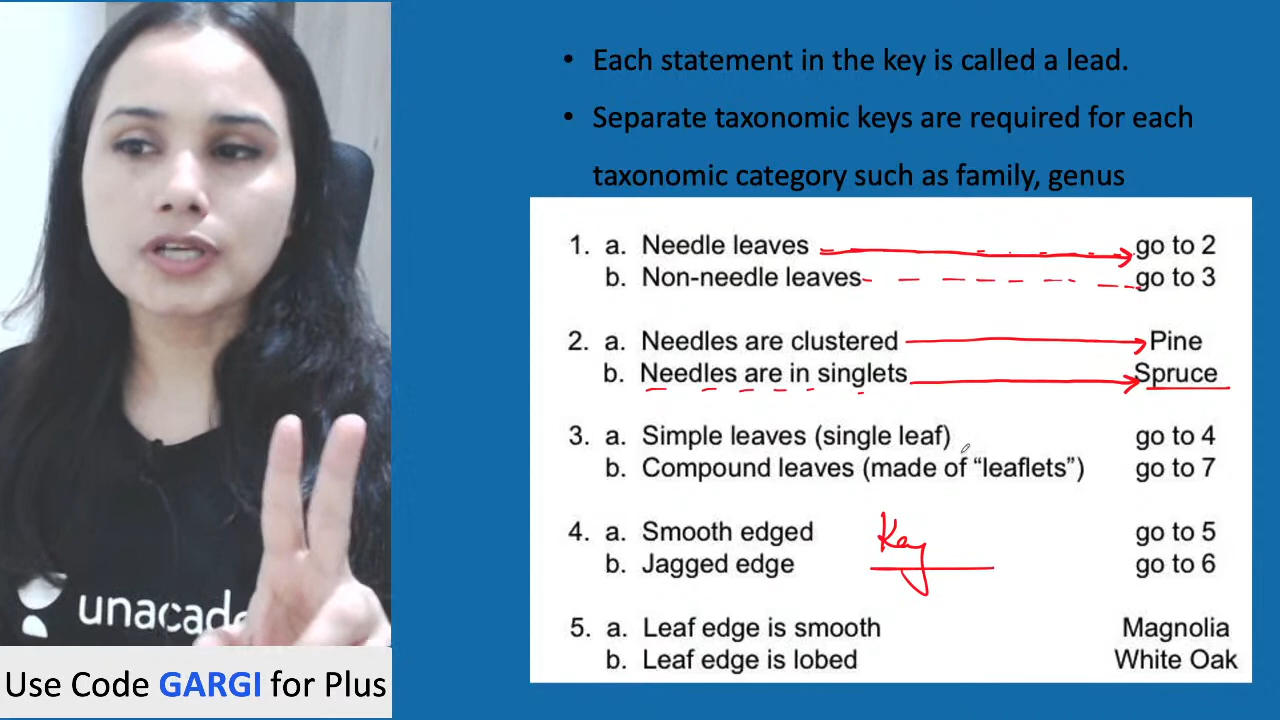 • Each statement in the key is called a lead.
• Separate taxonomic keys are required for each
taxonomic category such as family, genus
1. a. Needle leaves go to 2
b. Non-needle leaves go to 3
2. a. Needles are clustered Pine
b. Needles are in singlets Spruce
3. a. Simple leaves (single leaf) go to 4
b. Compound leaves (made of “leaflets”) go to 7
4. a. Smooth edged go to 5
b. Jagged edge go to 6
Key
5. a. Leaf edge is smooth Magnolia
b. Leaf edge is lobed White Oak
unacade
Use Code GARGI for Plus